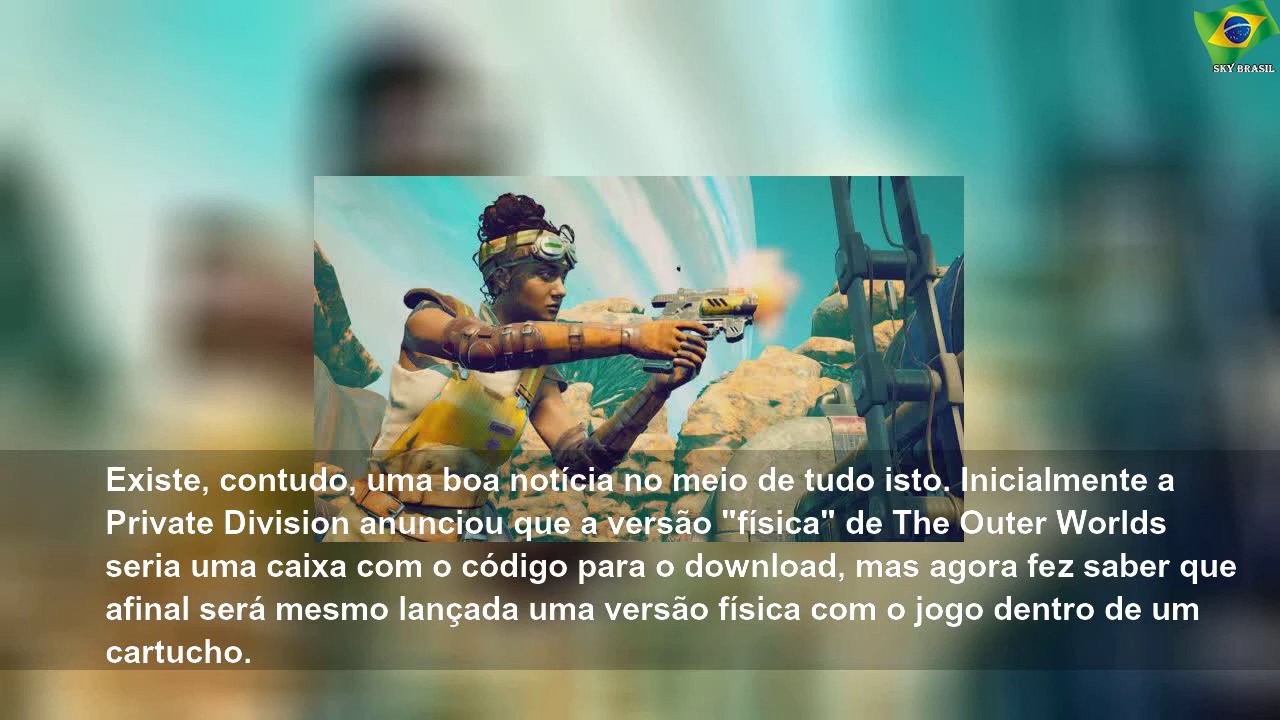 SKY BRASIL
Existe, contudo, uma boa notícia no meio de tudo isto. Inicialmente a
Private Division anunciou que a versão "física" de The Outer Worlds
seria uma caixa com o código para o download, mas agora fez saber que
afinal será mesmo lançada uma versão física com o jogo dentro de um
cartucho.